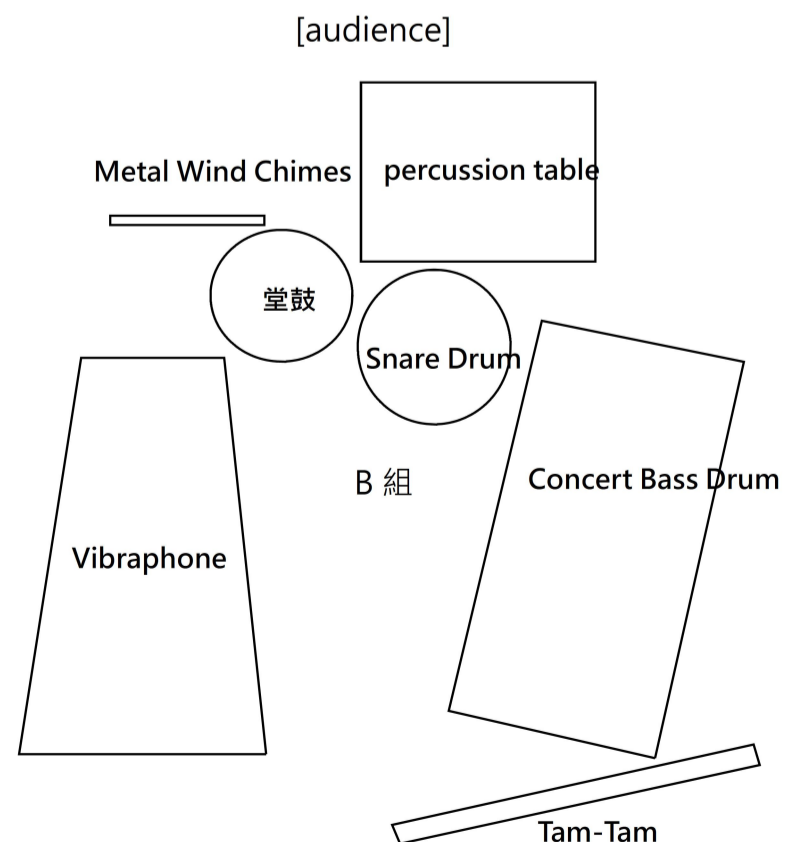 [audience]
Metal Wind Chimes
percussion table
堂鼓
Snare Drum
B 組
Concert Bass Drum
Vibraphone
Tam-Tam